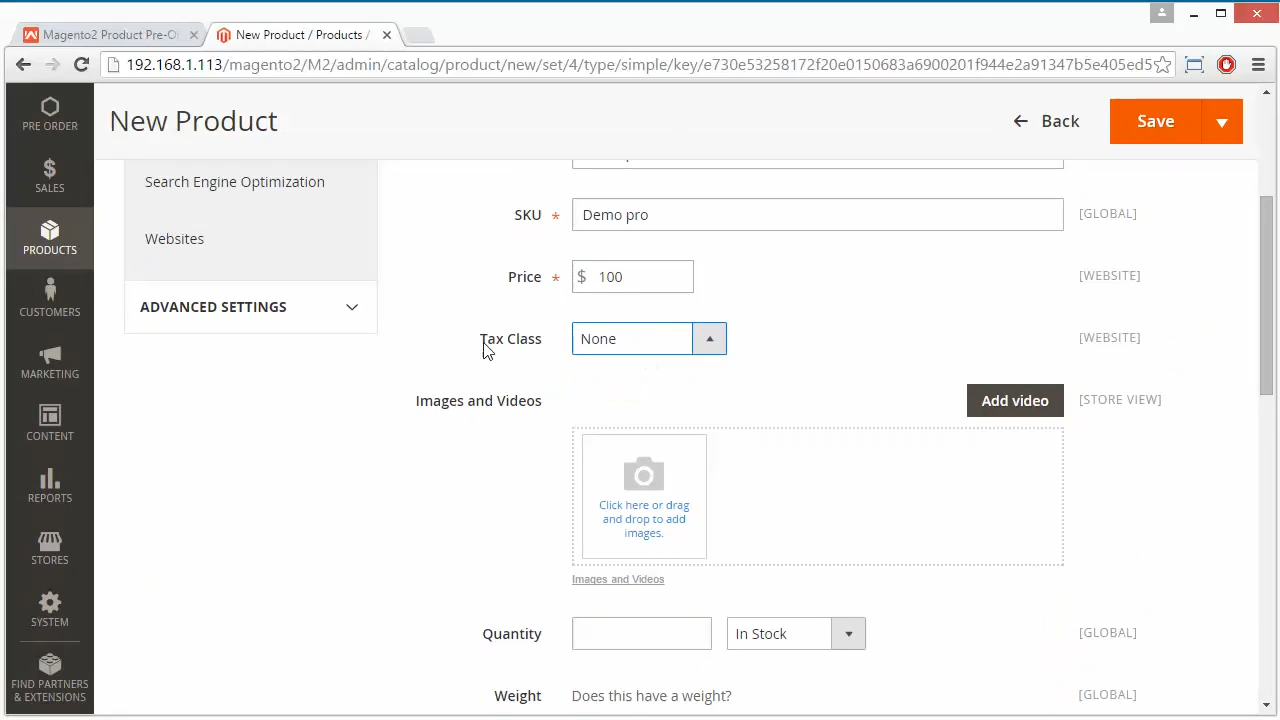 Magento2 Product Pre-O
New Product / Products /
192.168.1.113/magento2/M2/admin/catalog/product/new/set/4/type/simple/key/e730e53258172f20e0150683a6900201f944e2a91347b5e405ed5
PRE ORDER
SALES
PRODUCTS
CUSTOMERS
MARKETING
CONTENT
REPORTS
STORES
SYSTEM
FIND PARTNERS
& EXTENSIONS
New Product
Back
Save
Search Engine Optimization
Websites
ADVANCED SETTINGS
SKU * Demo pro [GLOBAL]
Price * $ 100 [WEBSITE]
Tax Class None [WEBSITE]
Images and Videos Add video [STORE VIEW]
Click here or drag
and drop to add
images.
Images and Videos
Quantity In Stock [GLOBAL]
Weight Does this have a weight? [GLOBAL]